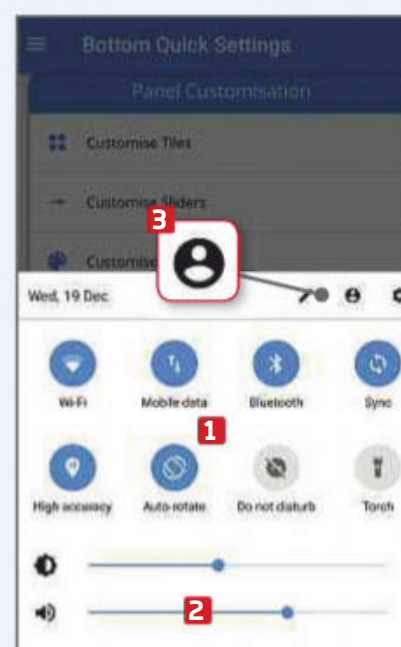 Bottom Quick Settings
Panel Customisation
Customise Tiles
Customise Sliders
3
Customise
Wed, 19 Dec
Wi-Fi
Mobile data
Bluetooth
Sync
1
High accuracy
Auto-rotate
Do not disturb
Torch
2